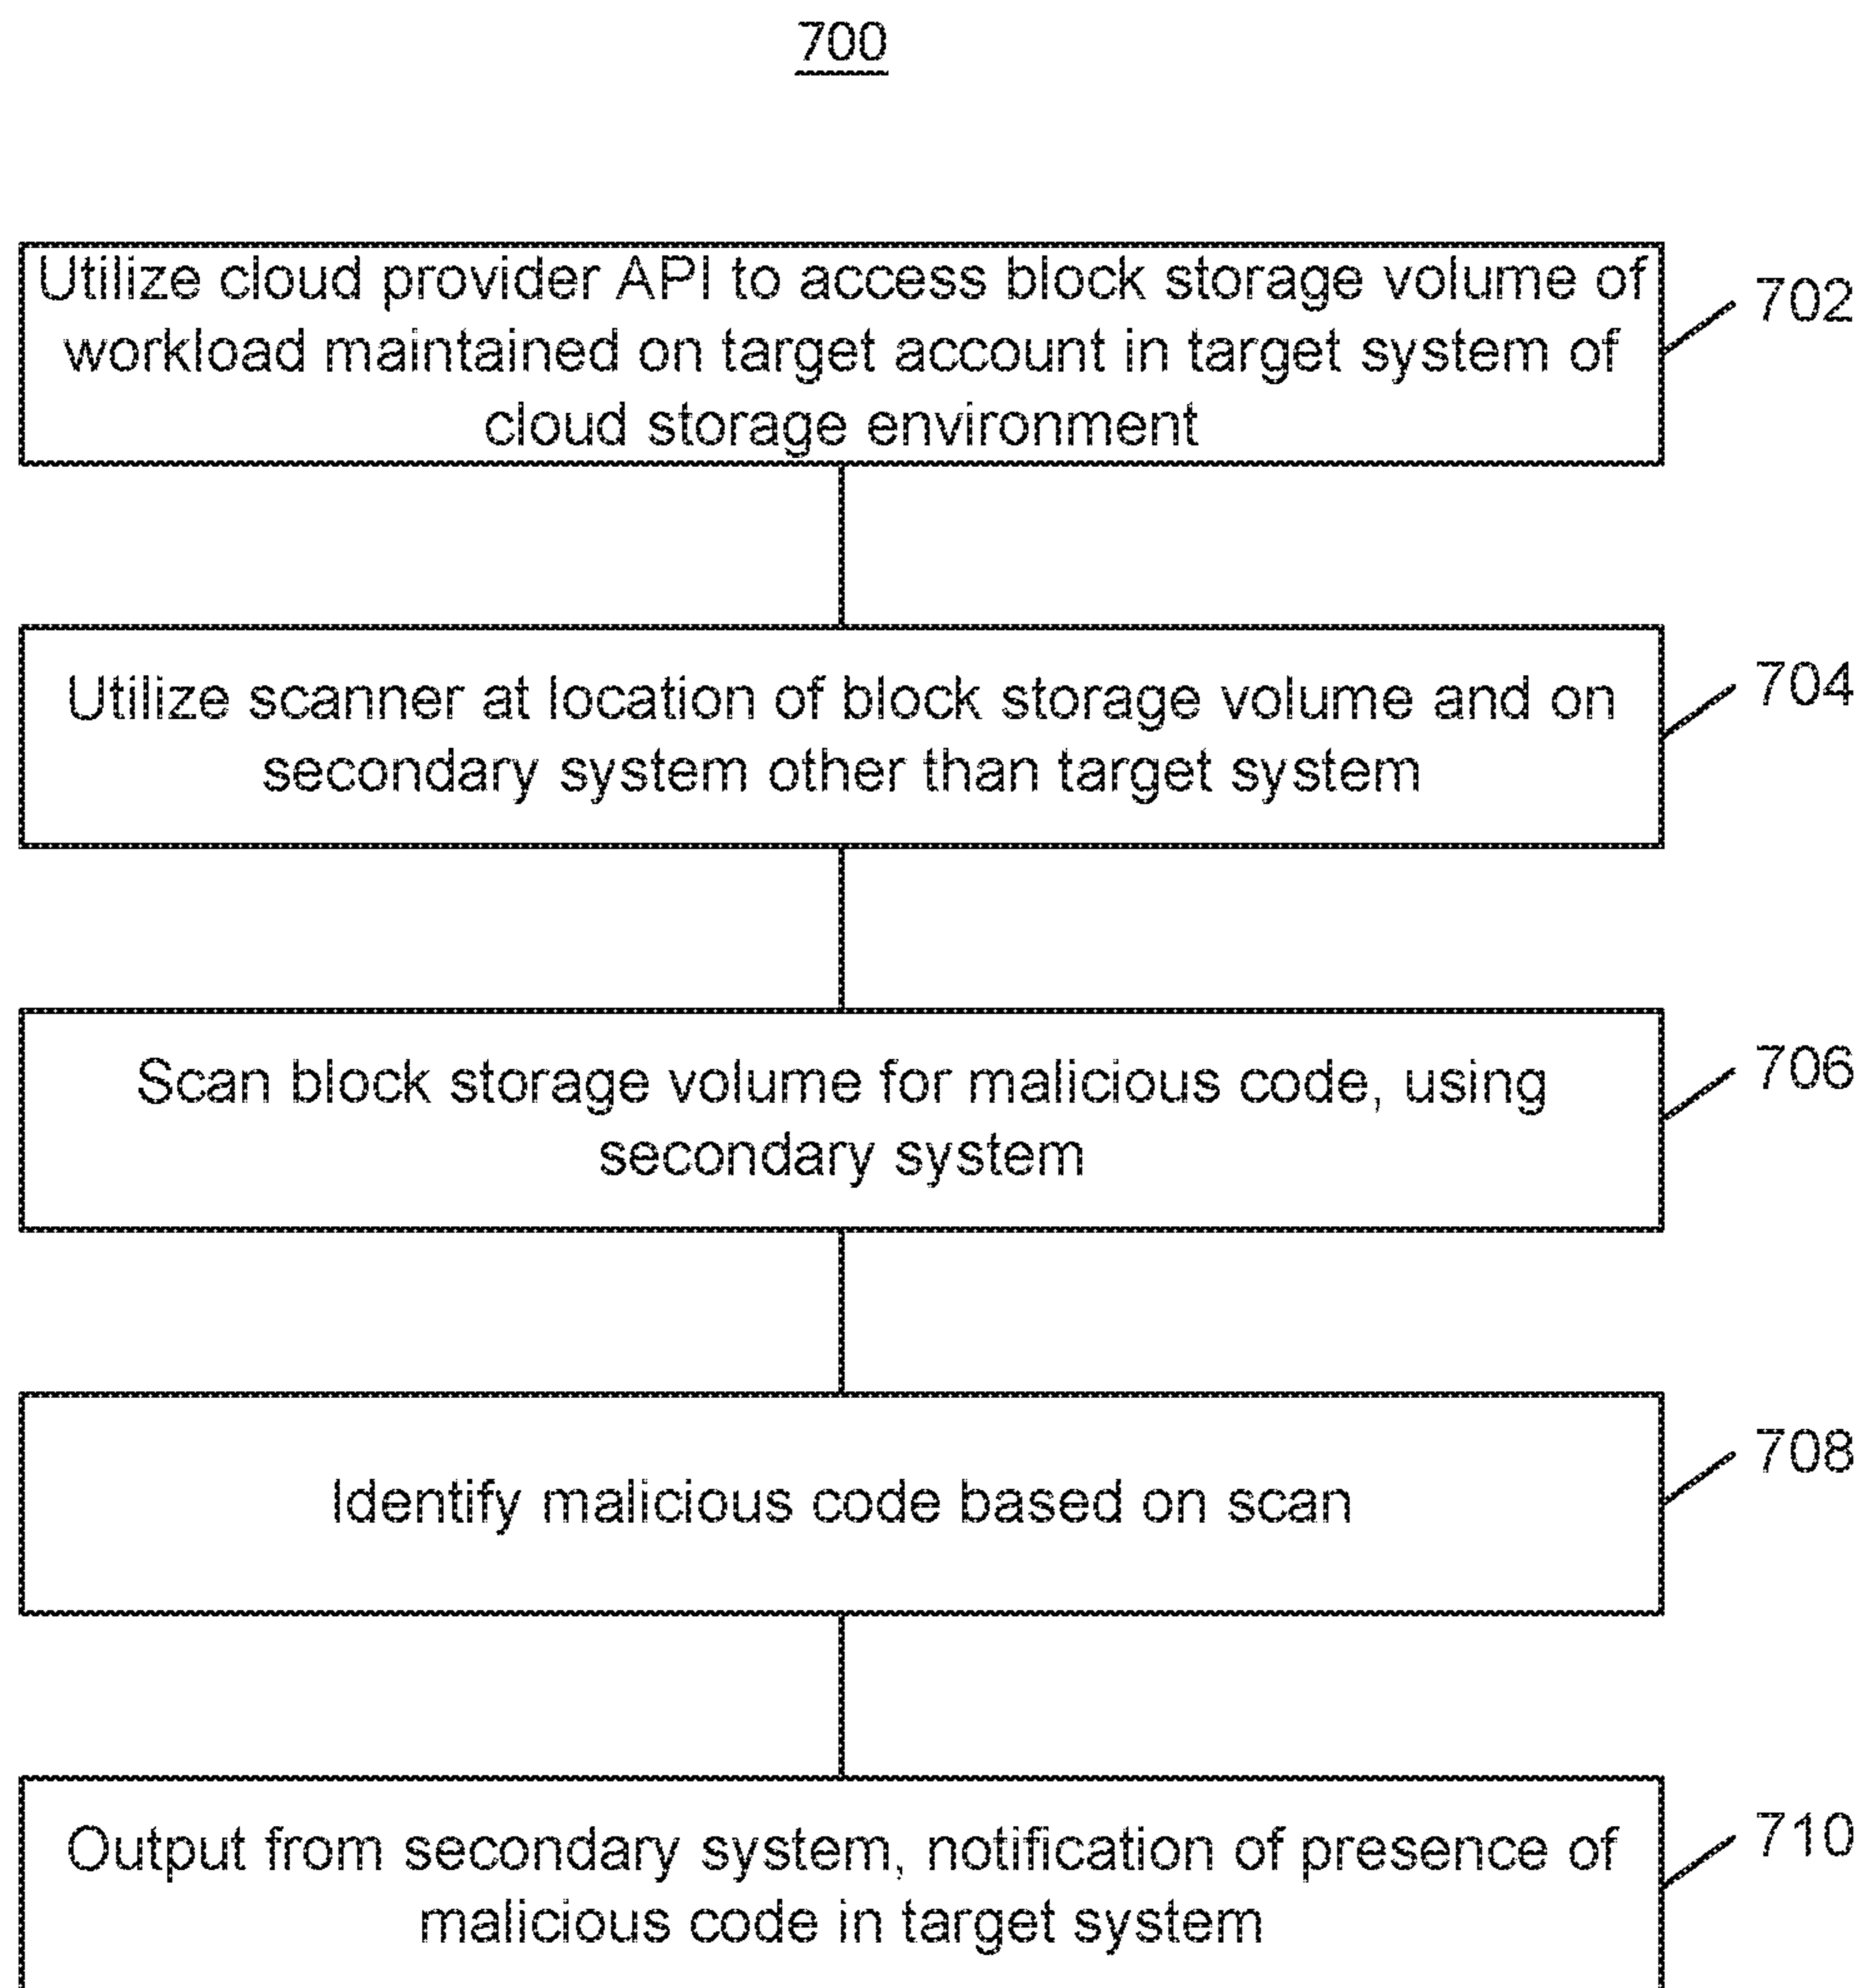 700
Utilize cloud provider API to access block storage volume of
workload maintained on target account in target system of
cloud storage environment
702
Utilize scanner at location of block storage volume and on
secondary system other than target system
704
Scan block storage volume for malicious code, using
secondary system
706
Identify malicious code based on scan
708
Output from secondary system, notification of presence of
malicious code in target system
710